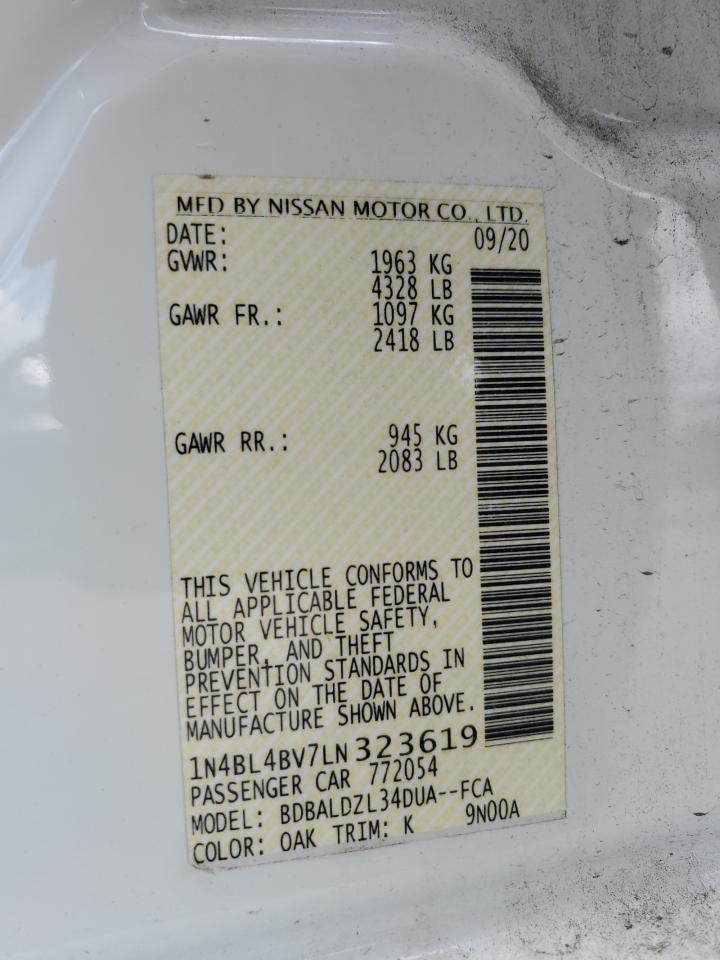 MFD BY NISSAN MOTOR CO., LTD.
DATE: 09/20
GVWR: 1963 KG
4328 LB
GAWR FR.: 1097 KG
2418 LB
GAWR RR.: 945 KG
2083 LB
THIS VEHICLE CONFORMS TO
ALL APPLICABLE FEDERAL
MOTOR VEHICLE SAFETY,
BUMPER, AND THEFT
PREVENTION STANDARDS IN
EFFECT ON THE DATE OF
MANUFACTURE SHOWN ABOVE.
1N4BL4BV7LN323619
PASSENGER CAR 772054
MODEL: BDBALDZL34DUA--FCA
COLOR: OAK TRIM: K 9N00A